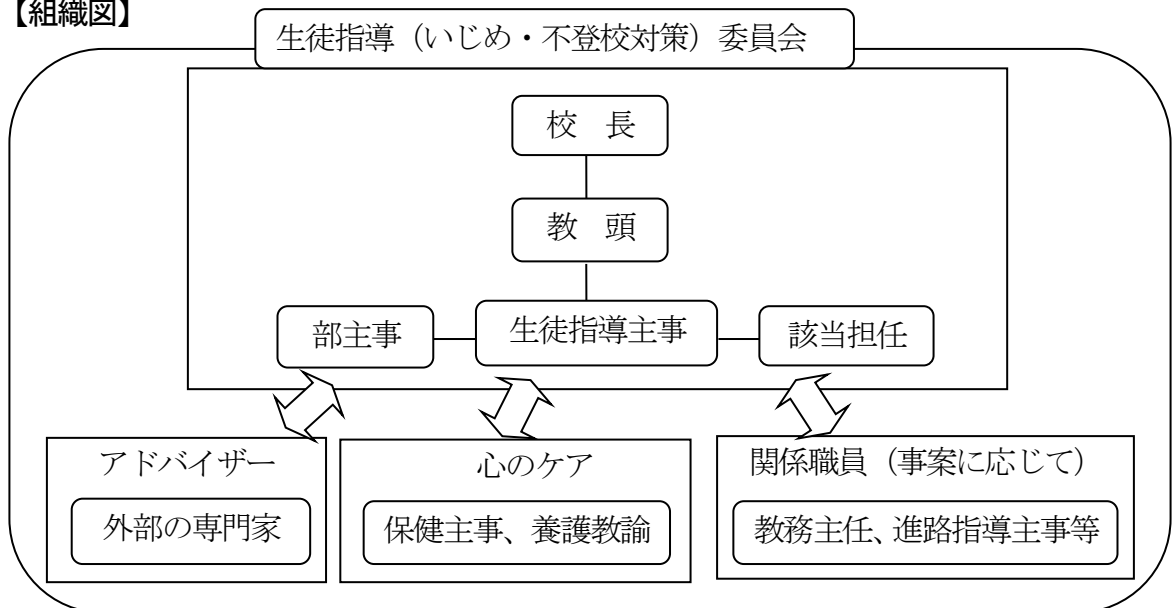 【組織図】
生徒指導（いじめ・不登校対策）委員会
校　長
教　頭
部主事
生徒指導主事
該当担任
アドバイザー
外部の専門家
心のケア
保健主事、養護教諭
関係職員（事案に応じて）
教務主任、進路指導主事等